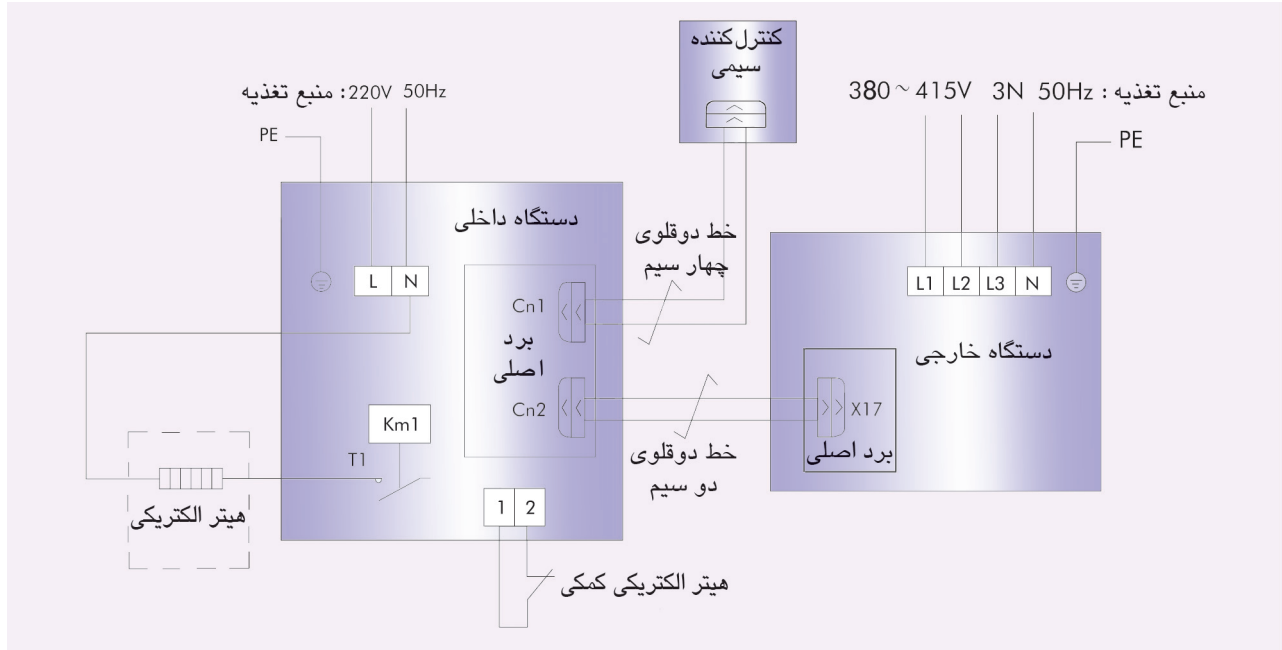 کنترل‌کننده
سیمی
منبع تغذیه : 220V 50Hz
380 ~ 415V 3N 50Hz : منبع تغذیه
PE
PE
دستگاه داخلی
خط دوقلوی
چهار سیم
L N
L1 L2 L3 N
Cn1
برد
اصلی
دستگاه خارجی
Cn2
X17
Km1
برد اصلی
خط دوقلوی
دو سیم
T1
1 2
هیتر الکتریکی
هیتر الکتریکی کمکی